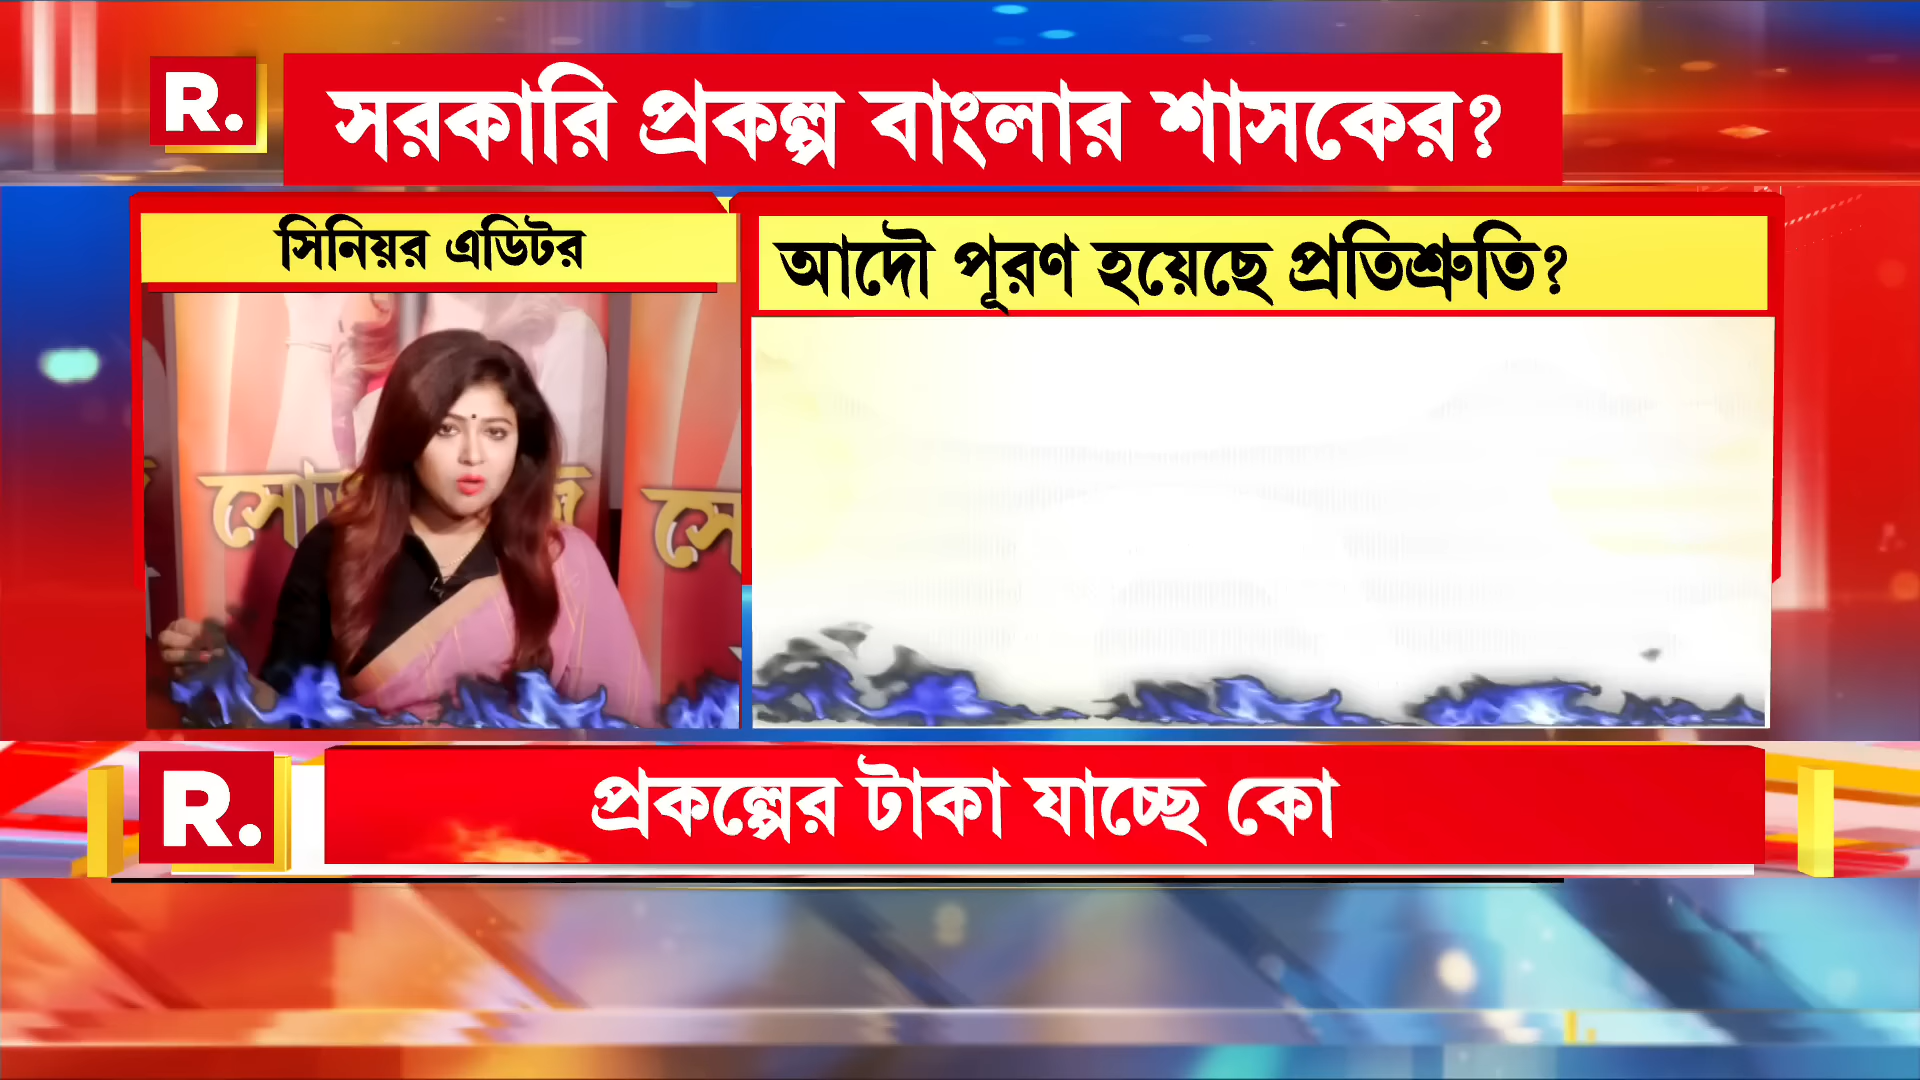 R.
সরকারি প্রকল্প বাংলার শাসকের?
সিনিয়র এডিটর
আদৌ পূরণ হয়েছে প্রতিশ্রুতি?
R.
প্রকল্পের টাকা যাচ্ছে কো